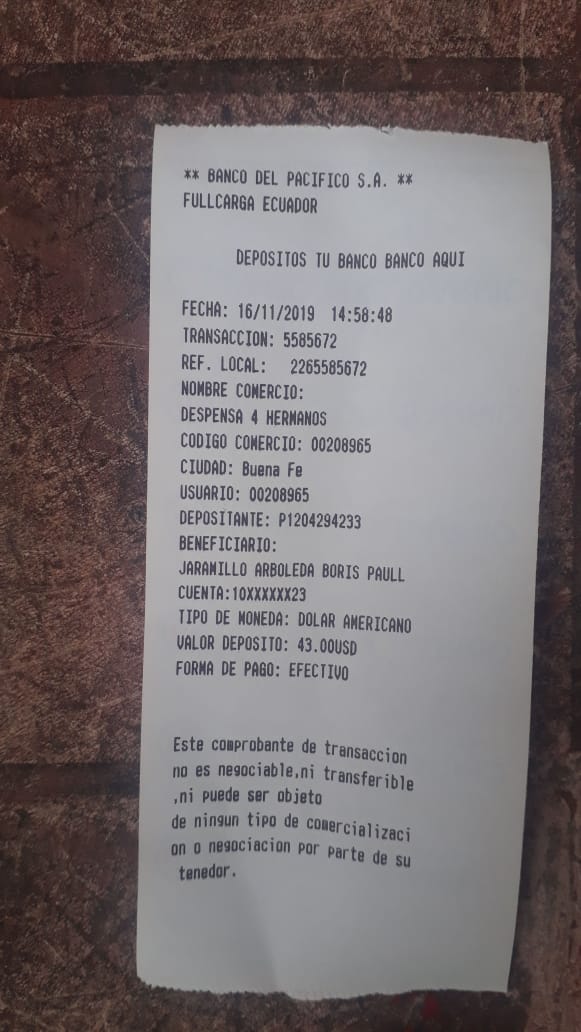 ** BANCO DEL PACIFICO S.A. **
FULLCARGA ECUADOR
DEPOSITOS TU BANCO BANCO AQUI
FECHA: 16/11/2019 14:58:48
TRANSACCION: 5585672
REF. LOCAL: 2265585672
NOMBRE COMERCIO:
DESPENSA 4 HERMANOS
CODIGO COMERCIO: 00208965
CIUDAD: Buena Fe
USUARIO: 00208965
DEPOSITANTE: P1204294233
BENEFICIARIO:
JARAMILLO ARBOLEDA BORIS PAULL
CUENTA:10XXXXXX23
TIPO DE MONEDA: DOLAR AMERICANO
VALOR DEPOSITO: 43.00USD
FORMA DE PAGO: EFECTIVO
Este comprobante de transaccion
no es negociable,ni transferible
,ni puede ser objeto
de ningun tipo de comercializaci
on o negociacion por parte de su
tenedor.